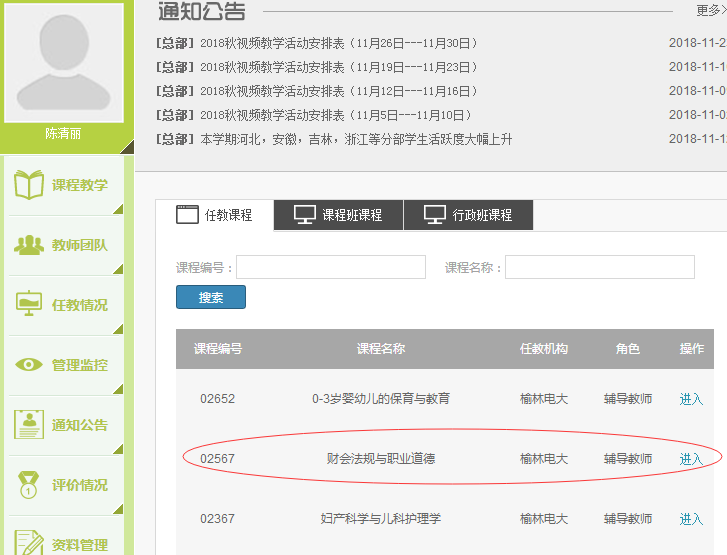 通知公告
更多>
[总部] 2018秋视频教学活动安排表（11月26日---11月30日） 2018-11-2
[总部] 2018秋视频教学活动安排表（11月19日---11月23日） 2018-11-1
[总部] 2018秋视频教学活动安排表（11月12日---11月16日） 2018-11-0
[总部] 2018秋视频教学活动安排表（11月5日---11月10日） 2018-11-0
[总部] 本学期河北，安徽，吉林，浙江等分部学生活跃度大幅上升 2018-11-1
陈清丽
课程教学
教师团队
任教情况
管理监控
通知公告
评价情况
资料管理
任教课程 课程班课程 行政班课程
课程编号： 课程名称：
搜索
课程编号 课程名称 任教机构 角色 操作
02652 0-3岁婴幼儿的保育与教育 榆林电大 辅导教师 进入
02567 财会法规与职业道德 榆林电大 辅导教师 进入
02367 妇产科学与儿科护理学 榆林电大 辅导教师 进入